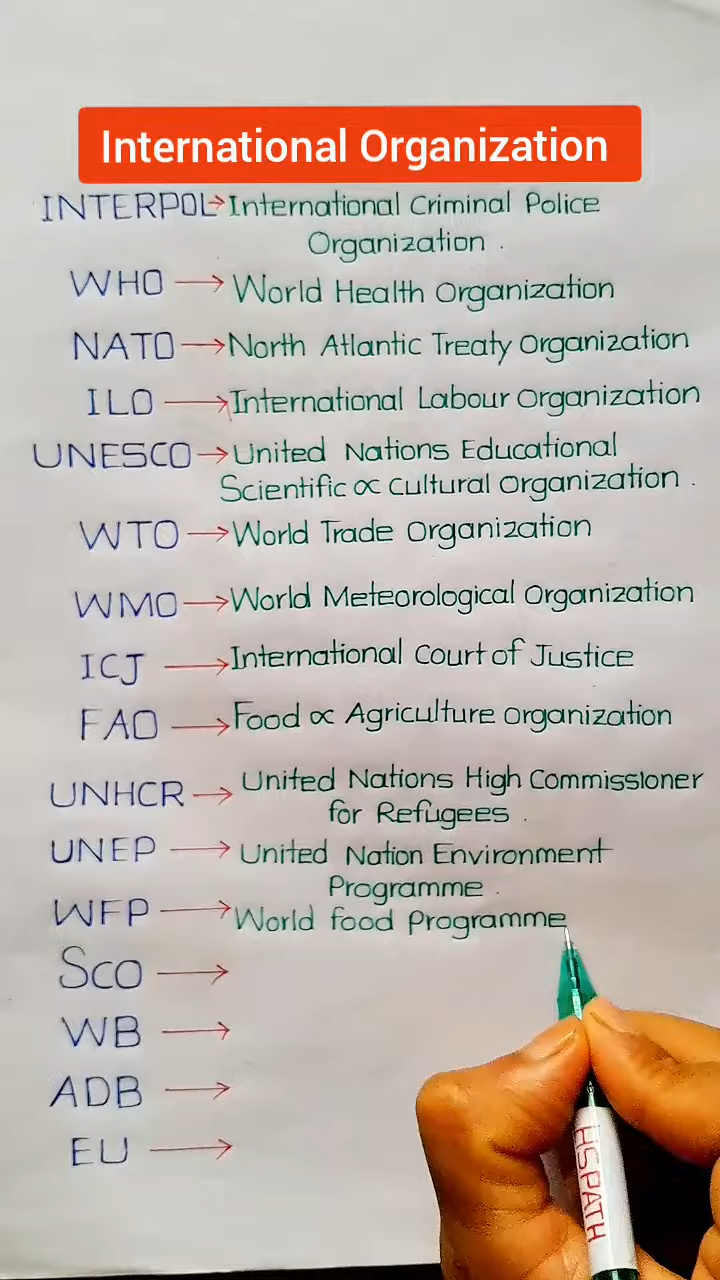 International Organization
INTERPOL→International Criminal Police
Organization .
WHO → World Health Organization
NATO → North Atlantic Treaty Organization
ILO → International Labour Organization
UNESCO → United Nations Educational
Scientific ∝ cultural Organization .
WTO → World Trade Organization
WMO → World Meteorological Organization
ICJ → International Court of Justice
FAO → Food ∝ Agriculture organization
UNHCR → United Nations High Commissioner
for Refugees .
UNEP → United Nation Environment
Programme .
WFP → World food Programme
SCO →
WB →
ADB →
EU →
HSPATH